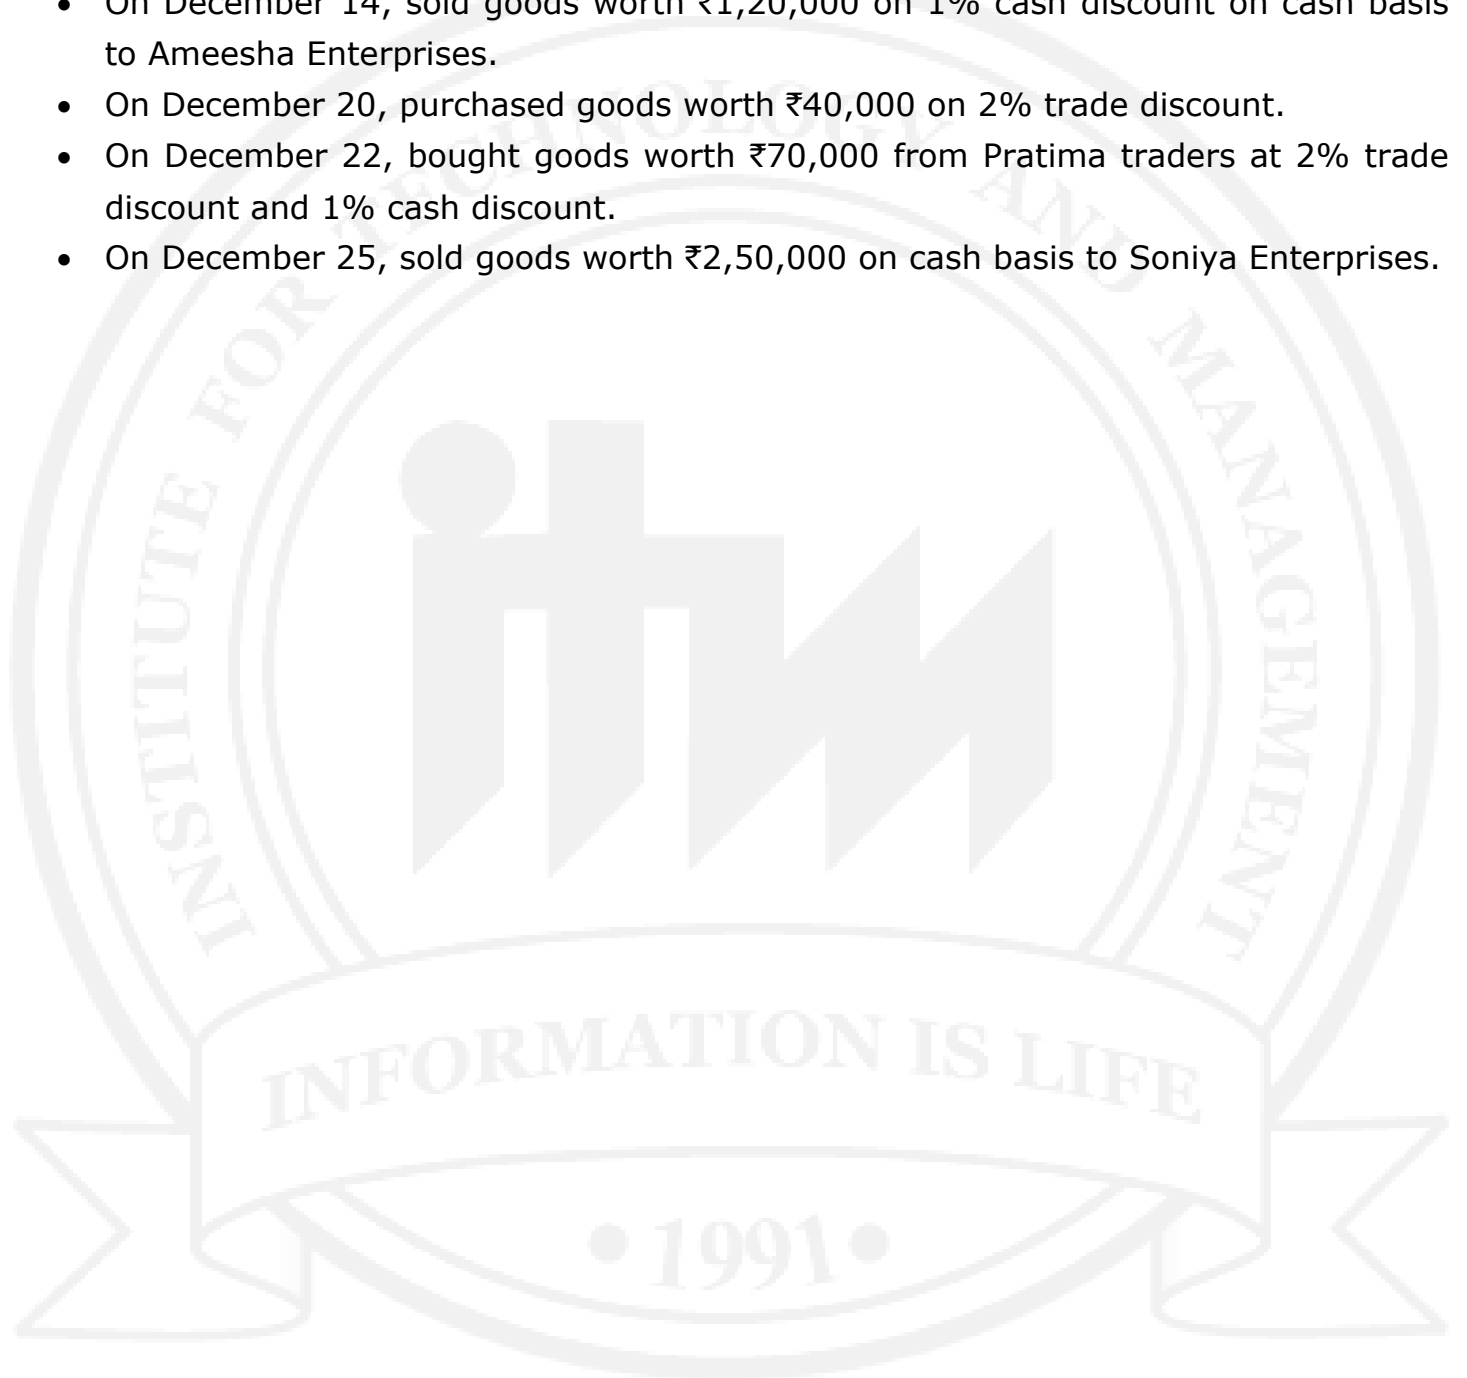 • On December 14, sold goods worth ₹1,20,000 on 1% cash discount on cash basis
to Ameesha Enterprises.
• On December 20, purchased goods worth ₹40,000 on 2% trade discount.
• On December 22, bought goods worth ₹70,000 from Pratima traders at 2% trade
discount and 1% cash discount.
• On December 25, sold goods worth ₹2,50,000 on cash basis to Soniya Enterprises.
INSTITUTE FOR TECHNOLOGY AND MANAGEMENT
itm
INFORMATION IS LIFE
• 1991 •